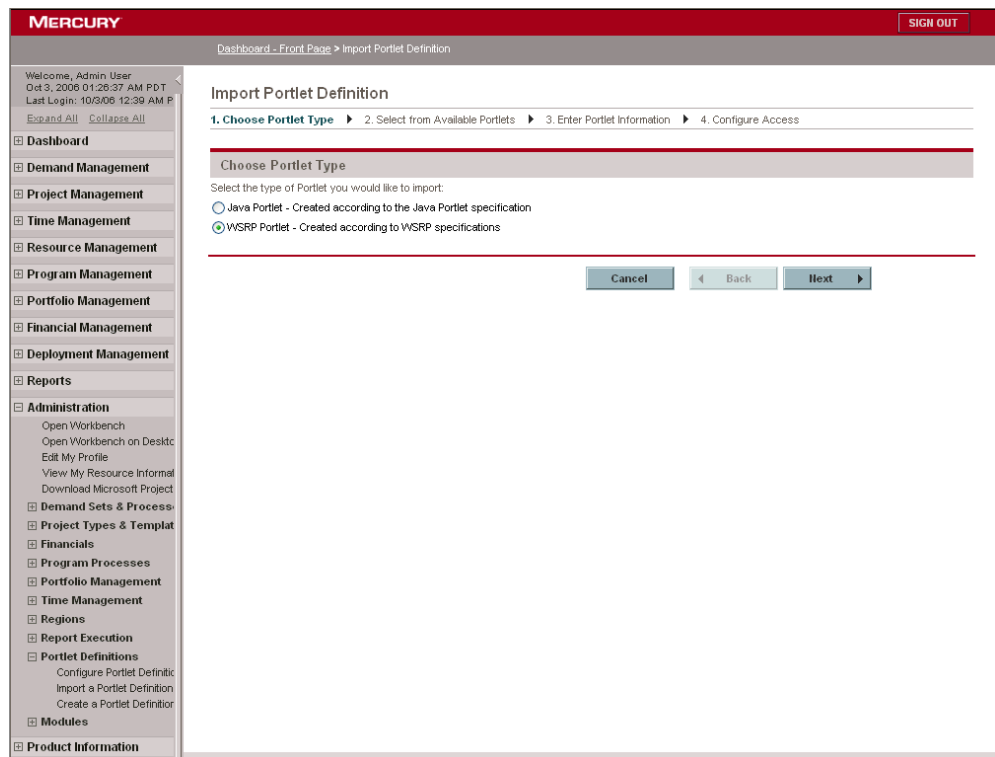 MERCURY
SIGN OUT
Dashboard - Front Page > Import Portlet Definition
Welcome, Admin User
Oct 3, 2006 01:26:37 AM PDT
Last Login: 10/3/06 12:39 AM P
Expand All Collapse All
Dashboard
Demand Management
Project Management
Time Management
Resource Management
Program Management
Portfolio Management
Financial Management
Deployment Management
Reports
Administration
Open Workbench
Open Workbench on Deskto
Edit My Profile
View My Resource Informat
Download Microsoft Project
Demand Sets & Process
Project Types & Templat
Financials
Program Processes
Portfolio Management
Time Management
Regions
Report Execution
Portlet Definitions
Configure Portlet Definitio
Import a Portlet Definition
Create a Portlet Definition
Modules
Product Information
Import Portlet Definition
1. Choose Portlet Type 2. Select from Available Portlets 3. Enter Portlet Information 4. Configure Access
Choose Portlet Type
Select the type of Portlet you would like to import:
Java Portlet - Created according to the Java Portlet specification
WSRP Portlet - Created according to WSRP specifications
Cancel Back Next